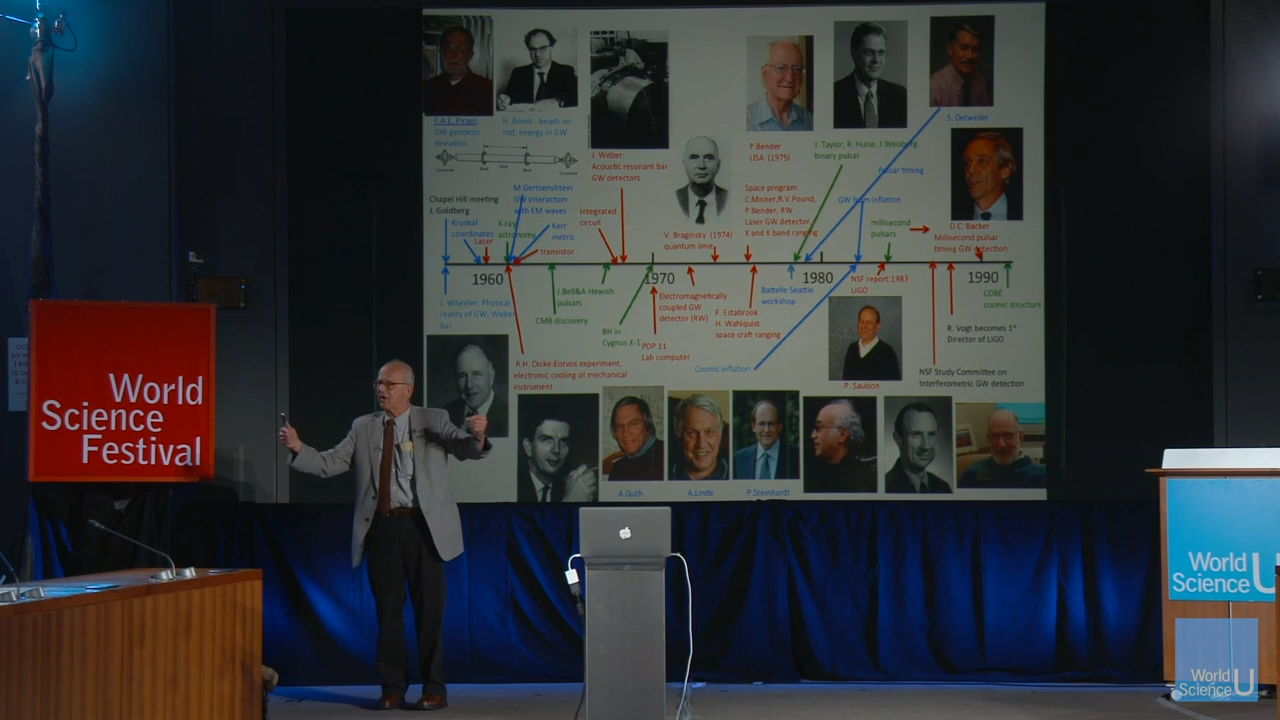 F.A.E. Pirani:
GW geodesic
deviation
H. Bondi : beads on
rod, energy in GW
J. Weber:
Acoustic resonant bar
GW detectors
P.Bender
LISA (1975)
J. Taylor, R. Hulse, J.Weisberg
binary pulsar
S. Detweiler
Pulsar timing
Chapel Hill meeting
J. Goldberg
M.Gertsenshtein
GW interaction
with EM waves
Kruskal
coordinates
Laser
X-ray
astronomy
Kerr
metric
transistor
Integrated
circuit
V. Braginsky (1974)
quantum limit
Space program.
C.Misner,R.V.Pound,
P.Bender, RW
Laser GW detector
X and K band ranging
GW from inflation
millisecond
pulsars
D.C. Backer
Millisecond pulsar
timing GW detection
1960
1970
1980
1990
J. Wheeler: Physical
reality of GW, Weber
bar
CMB discovery
J.Bell&A.Hewish
pulsars
BH in
Cygnus X-1
PDP 11
Lab computer
Electromagnetically
coupled GW
detector (RW)
F. Estabrook
H. Wahlquist
space craft ranging
Battelle Seattle
workshop
NSF report:1983
LIGO
COBE
cosmic structure
R. Vogt becomes 1st
Director of LIGO
R.H. Dicke:Eotvos experiment,
electronic cooling of mechanical
instrument
Cosmic inflation
P. Saulson
NSF Study Committee on
Interferometric GW detection
A.Guth
A.Linde
P.Steinhardt
World
Science
Festival
World
Science U
World
Science U